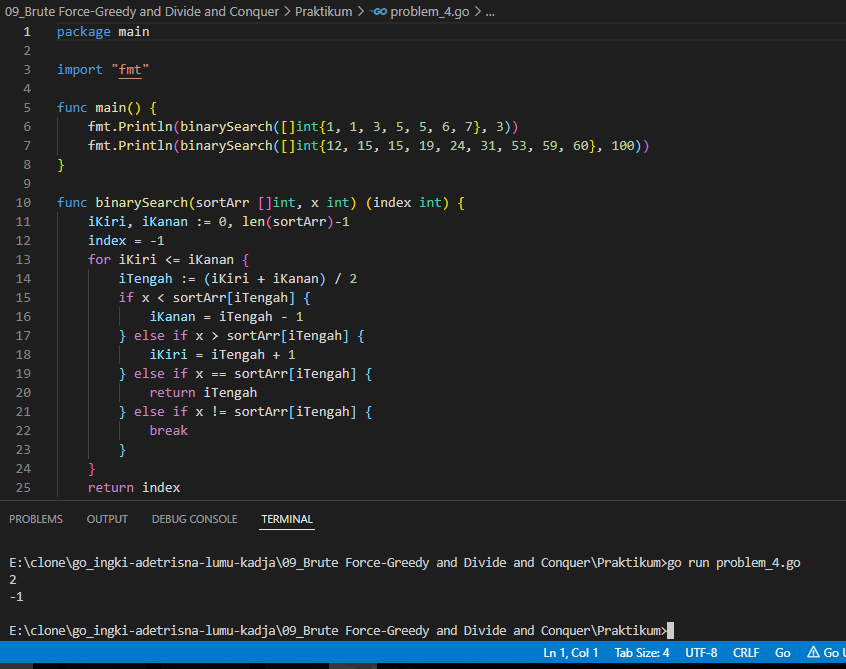 09_Brute Force-Greedy and Divide and Conquer > Praktikum > GO problem_4.go > ...
1 package main
2
3 import "fmt"
4
5 func main() {
6 fmt.Println(binarySearch([]int{1, 1, 3, 5, 5, 6, 7}, 3))
7 fmt.Println(binarySearch([]int{12, 15, 15, 19, 24, 31, 53, 59, 60}, 100))
8 }
9
10 func binarySearch(sortArr []int, x int) (index int) {
11 iKiri, iKanan := 0, len(sortArr)-1
12 index = -1
13 for iKiri <= iKanan {
14 iTengah := (iKiri + iKanan) / 2
15 if x < sortArr[iTengah] {
16 iKanan = iTengah - 1
17 } else if x > sortArr[iTengah] {
18 iKiri = iTengah + 1
19 } else if x == sortArr[iTengah] {
20 return iTengah
21 } else if x != sortArr[iTengah] {
22 break
23 }
24 }
25 return index
PROBLEMS OUTPUT DEBUG CONSOLE TERMINAL
E:\clone\go_ingki-adetrisna-lumu-kadja\09_Brute Force-Greedy and Divide and Conquer\Praktikum>go run problem_4.go
2
-1
E:\clone\go_ingki-adetrisna-lumu-kadja\09_Brute Force-Greedy and Divide and Conquer\Praktikum>
Ln 1, Col 1 Tab Size: 4 UTF-8 CRLF Go Go